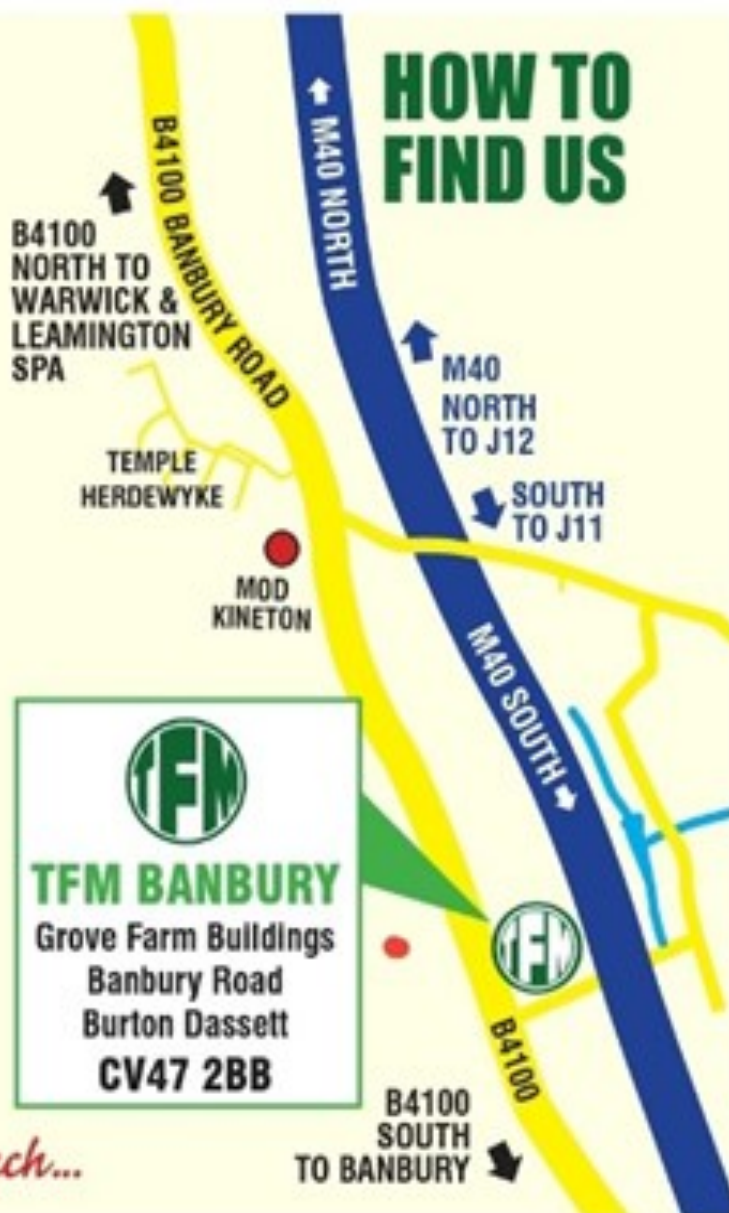 HOW TO
FIND US
B4100 BANBURY ROAD
M40 NORTH
B4100
NORTH TO
WARWICK &
LEAMINGTON
SPA
M40
NORTH
TO J12
TEMPLE
HERDEWYKE
SOUTH
TO J11
MOD
KINETON
M40 SOUTH
TFM
TFM BANBURY
Grove Farm Buildings
Banbury Road
Burton Dassett
CV47 2BB
TFM
B4100
B4100
SOUTH
TO BANBURY